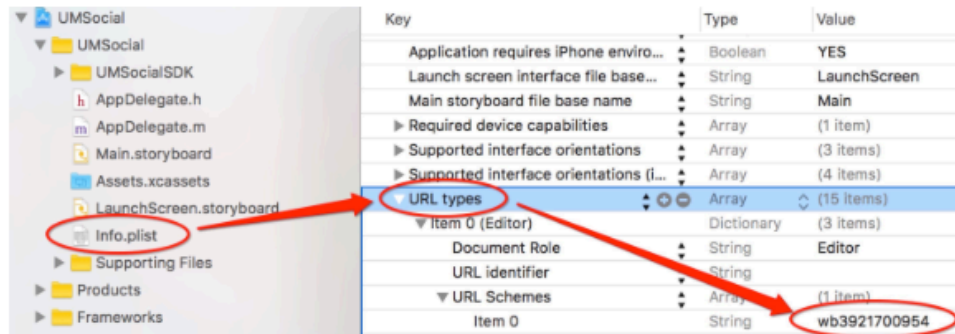 UMSocial
UMSocial
UMSocialSDK
h AppDelegate.h
m AppDelegate.m
Main.storyboard
Assets.xcassets
LaunchScreen.storyboard
Info.plist
Supporting Files
Products
Frameworks
Key Type Value
Application requires iPhone enviro... Boolean YES
Launch screen interface file base... String LaunchScreen
Main storyboard file base name String Main
Required device capabilities Array (1 item)
Supported interface orientations Array (3 items)
Supported interface orientations (i... Array (4 items)
URL types Array (15 items)
Item 0 (Editor) Dictionary (3 items)
Document Role String Editor
URL identifier String
URL Schemes Array (1 item)
Item 0 String wb3921700954